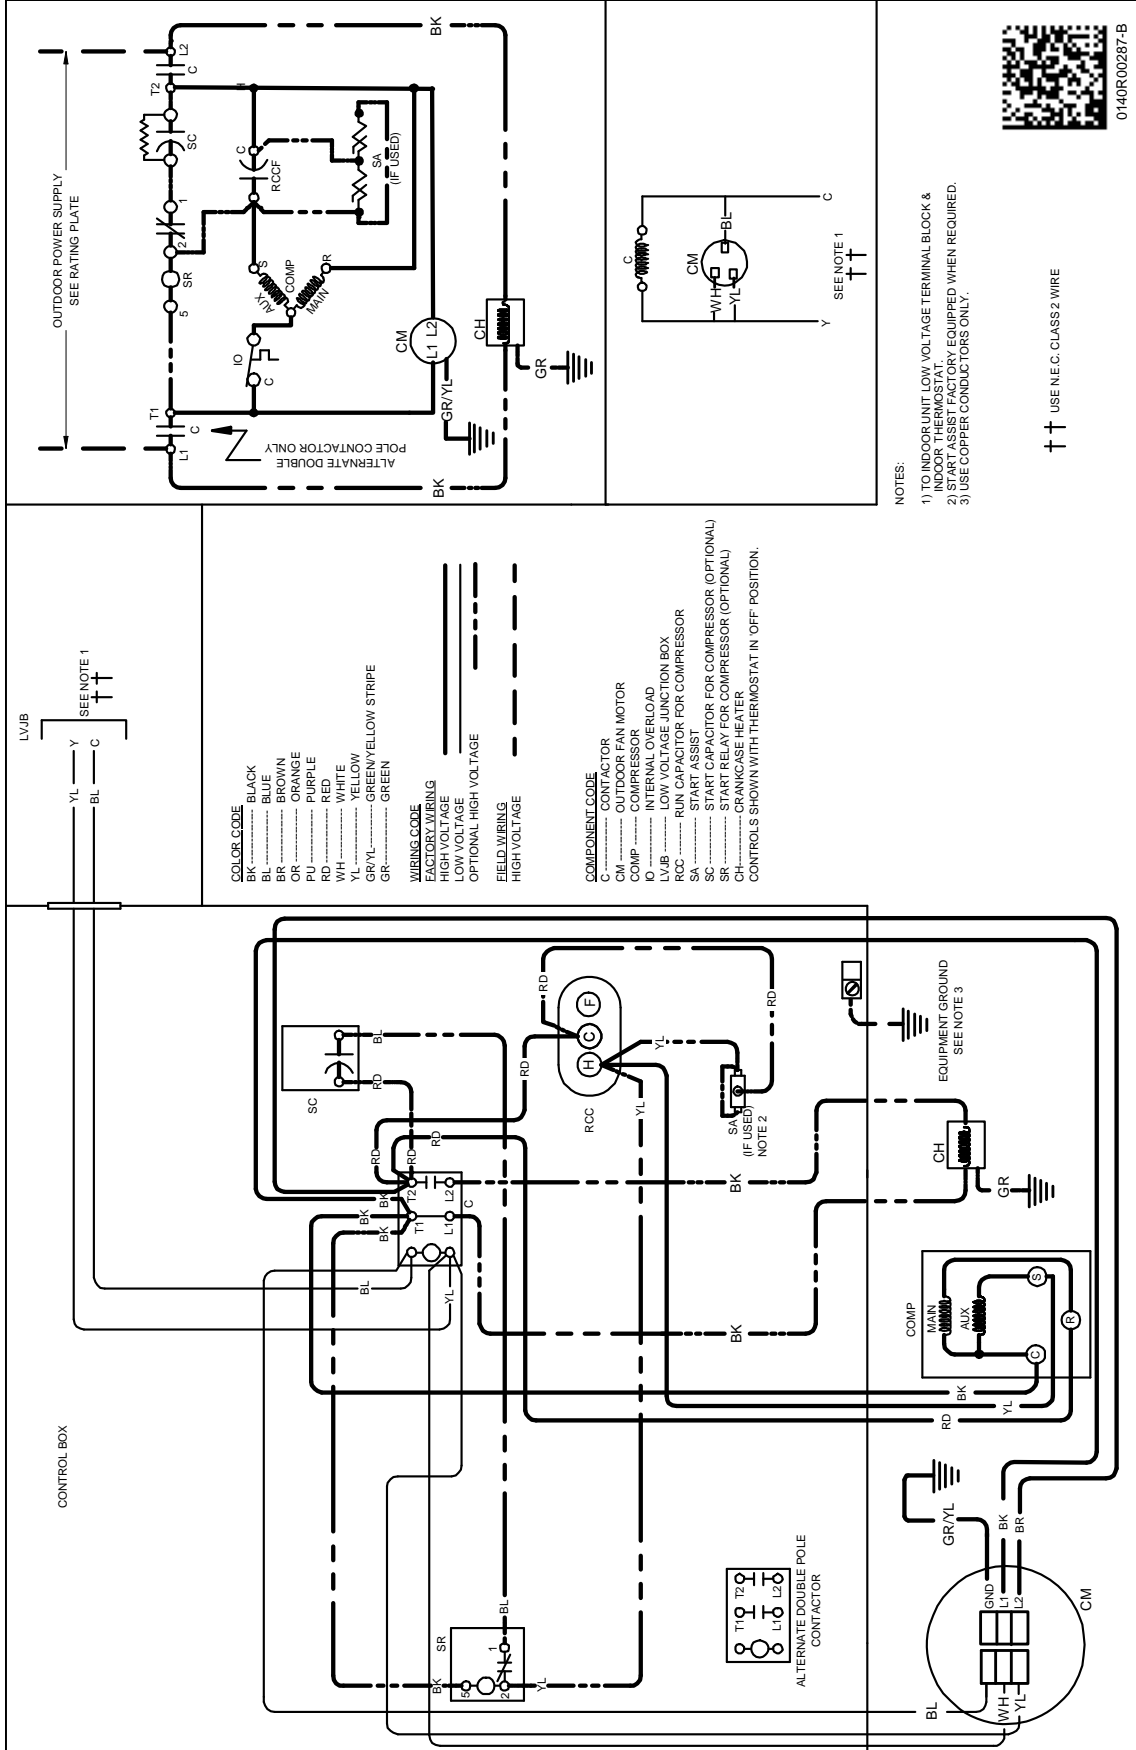 CONTROL BOX
LVJB
YL
Y
BL
C
SEE NOTE 1
††
SC
RD
BL
RD
RD
RD
RD
RD
BK
BK
BK
T2
L2
T1
L1
C
BL
YL
RCC
H
C
F
RD
RD
YL
YL
SA
(IF USED)
NOTE 2
BK
BK
SR
BK
5
2
1
BL
YL
T1
T2
L1
L2
ALTERNATE DOUBLE POLE
CONTACTOR
EQUIPMENT GROUND
SEE NOTE 3
CH
GR
COMP
MAIN
AUX
C
S
R
BK
YL
RD
GR/YL
BK
BR
GND
L1
L2
CM
BL
WH
YL
COLOR CODE
BK ---------- BLACK
BL ---------- BLUE
BR ---------- BROWN
OR ---------- ORANGE
PU ---------- PURPLE
RD ---------- RED
WH ---------- WHITE
YL ---------- YELLOW
GR/YL ---------- GREEN/YELLOW STRIPE
GR ---------- GREEN
WIRING CODE
FACTORY WIRING
HIGH VOLTAGE
LOW VOLTAGE
OPTIONAL HIGH VOLTAGE
FIELD WIRING
HIGH VOLTAGE
COMPONENT CODE
C ---------- CONTACTOR
CM ---------- OUTDOOR FAN MOTOR
COMP ---------- COMPRESSOR
IO ---------- INTERNAL OVERLOAD
LVJB ---------- LOW VOLTAGE JUNCTION BOX
RCC ---------- RUN CAPACITOR FOR COMPRESSOR
SA ---------- START ASSIST
SC ---------- START CAPACITOR FOR COMPRESSOR (OPTIONAL)
SR ---------- START RELAY FOR COMPRESSOR (OPTIONAL)
CH ---------- CRANKCASE HEATER
CONTROLS SHOWN WITH THERMOSTAT IN 'OFF' POSITION.
OUTDOOR POWER SUPPLY
SEE RATING PLATE
BK
L1
C
T1
5
SR
2
1
SC
T2
C
L2
BK
ALTERNATE DOUBLE
POLE CONTACTOR ONLY
IO
C
AUX
COMP
MAIN
S
R
C
RCCF
H
SA
(IF USED)
CM
L1 L2
GR/YL
CH
GR
C
CM
WH
YL
BL
Y
C
SEE NOTE 1
††
NOTES:
1) TO INDOOR UNIT LOW VOLTAGE TERMINAL BLOCK &
INDOOR THERMOSTAT.
2) START ASSIST FACTORY EQUIPPED WHEN REQUIRED.
3) USE COPPER CONDUCTORS ONLY.
†† USE N.E.C. CLASS 2 WIRE
0140R00287-B